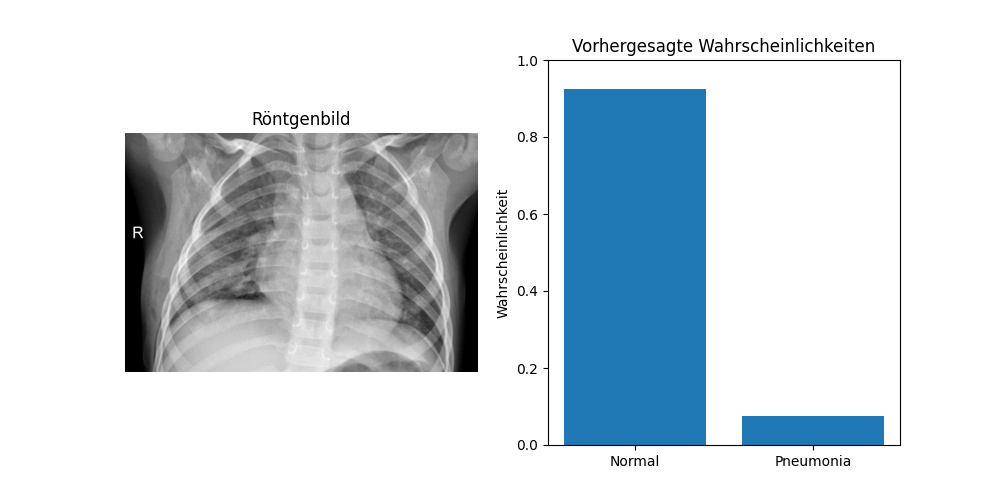 Röntgenbild
R
Vorhergesagte Wahrscheinlichkeiten
Wahrscheinlichkeit
1.0
0.8
0.6
0.4
0.2
0.0
Normal
Pneumonia